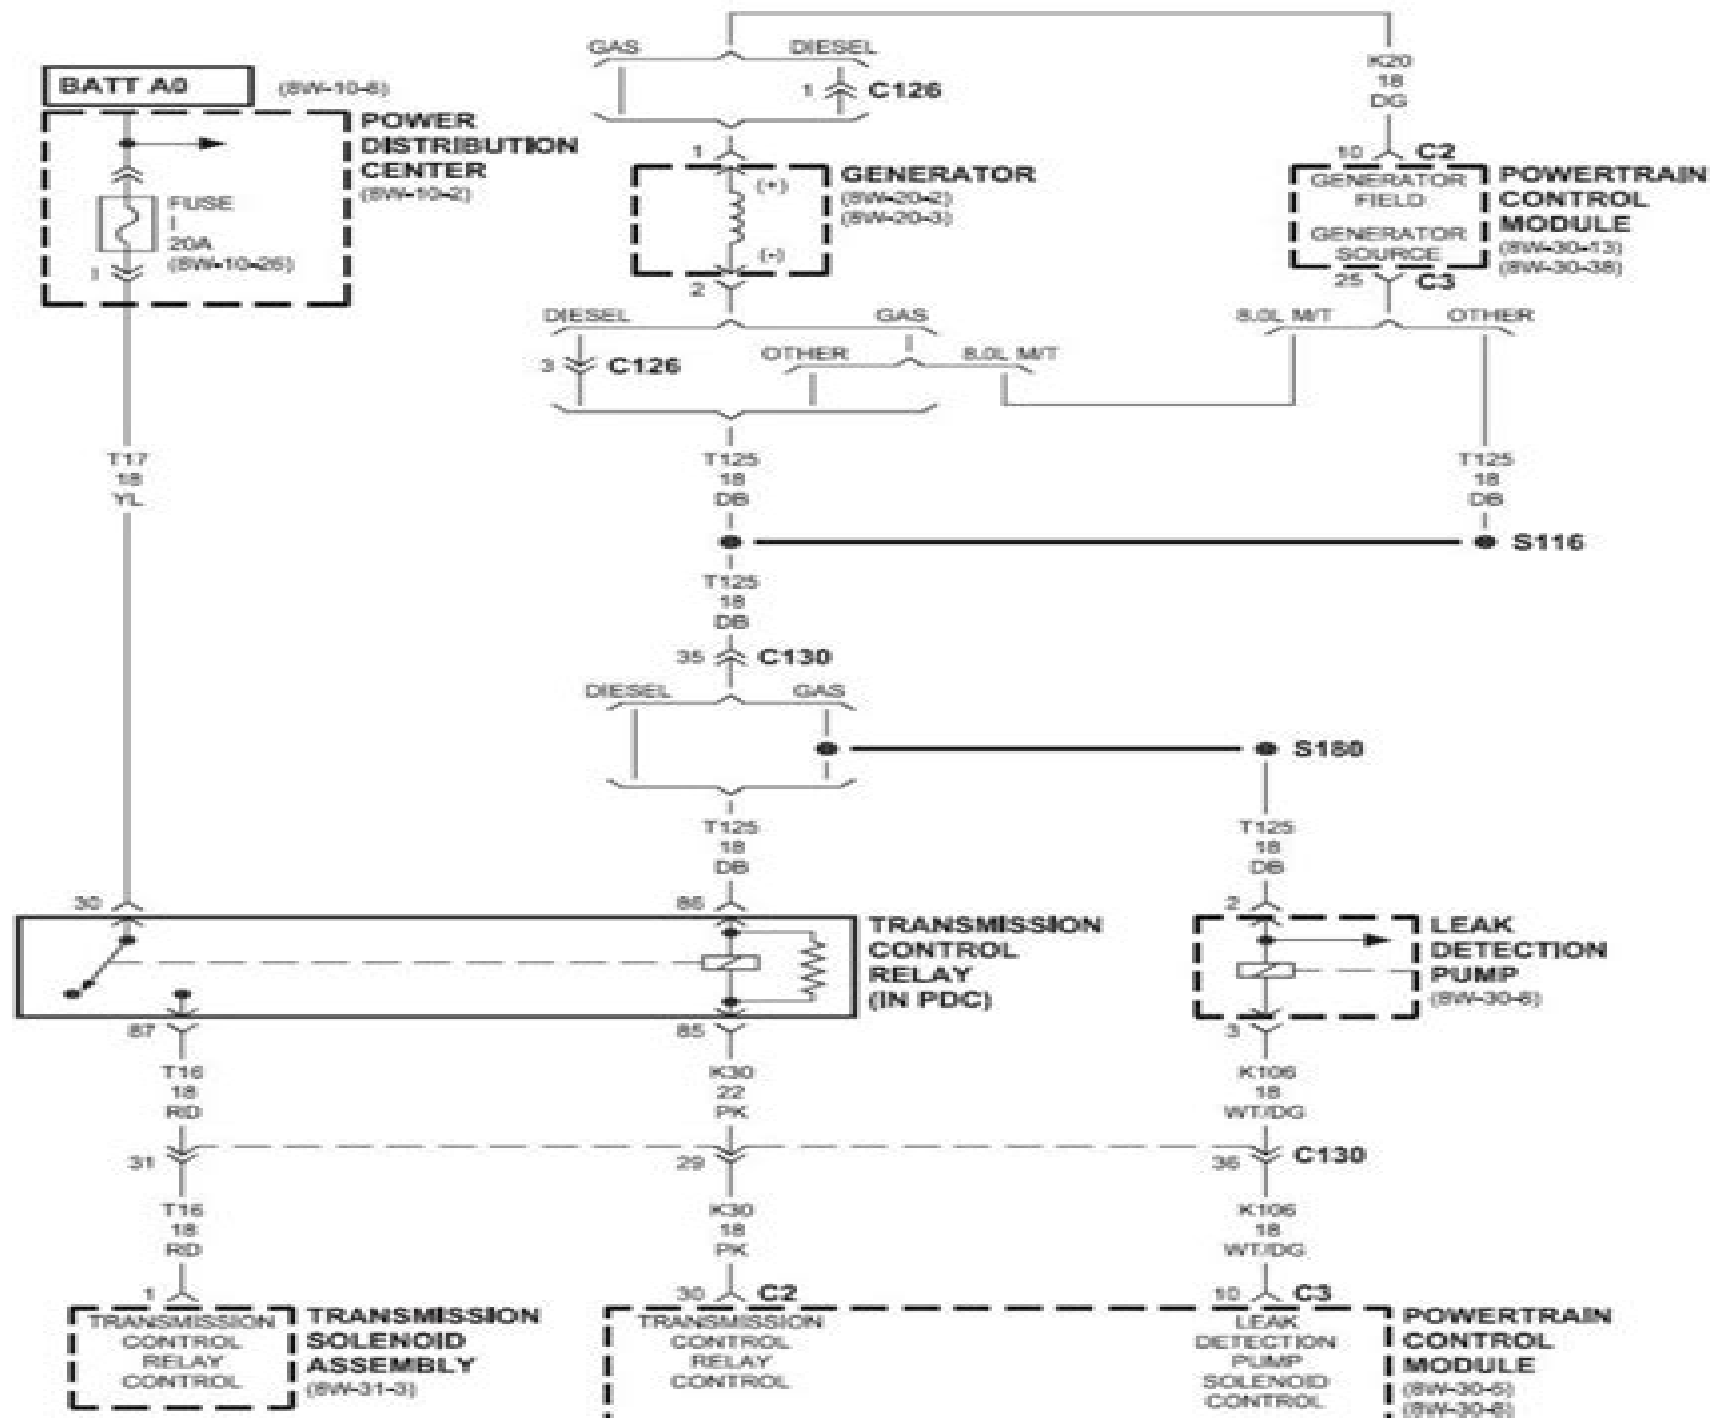 GAS
DIESEL
K20
18
DG
BATT A0
(8W-10-8)
1
C126
POWER
DISTRIBUTION
CENTER
(8W-10-2)
FUSE
I
20A
(8W-10-26)
1
1
(+)
(-)
GENERATOR
(8W-20-2)
(8W-20-3)
2
10
C2
GENERATOR
FIELD
GENERATOR
SOURCE
POWERTRAIN
CONTROL
MODULE
(8W-30-13)
(8W-30-38)
25
C3
DIESEL
GAS
8.0L M/T
OTHER
3
C126
OTHER
8.0L M/T
T17
18
YL
T125
18
DB
T125
18
DB
S116
T125
18
DB
35
C130
DIESEL
GAS
S180
T125
18
DB
T125
18
DB
30
86
TRANSMISSION
CONTROL
RELAY
(IN PDC)
2
LEAK
DETECTION
PUMP
(8W-30-6)
87
85
3
T16
18
RD
K30
22
PK
K106
18
WT/DG
31
29
36
C130
T16
18
RD
K30
18
PK
K106
18
WT/DG
1
30
C2
10
C3
TRANSMISSION
CONTROL
RELAY
CONTROL
TRANSMISSION
SOLENOID
ASSEMBLY
(8W-31-3)
TRANSMISSION
CONTROL
RELAY
CONTROL
LEAK
DETECTION
PUMP
SOLENOID
CONTROL
POWERTRAIN
CONTROL
MODULE
(8W-30-5)
(8W-30-6)